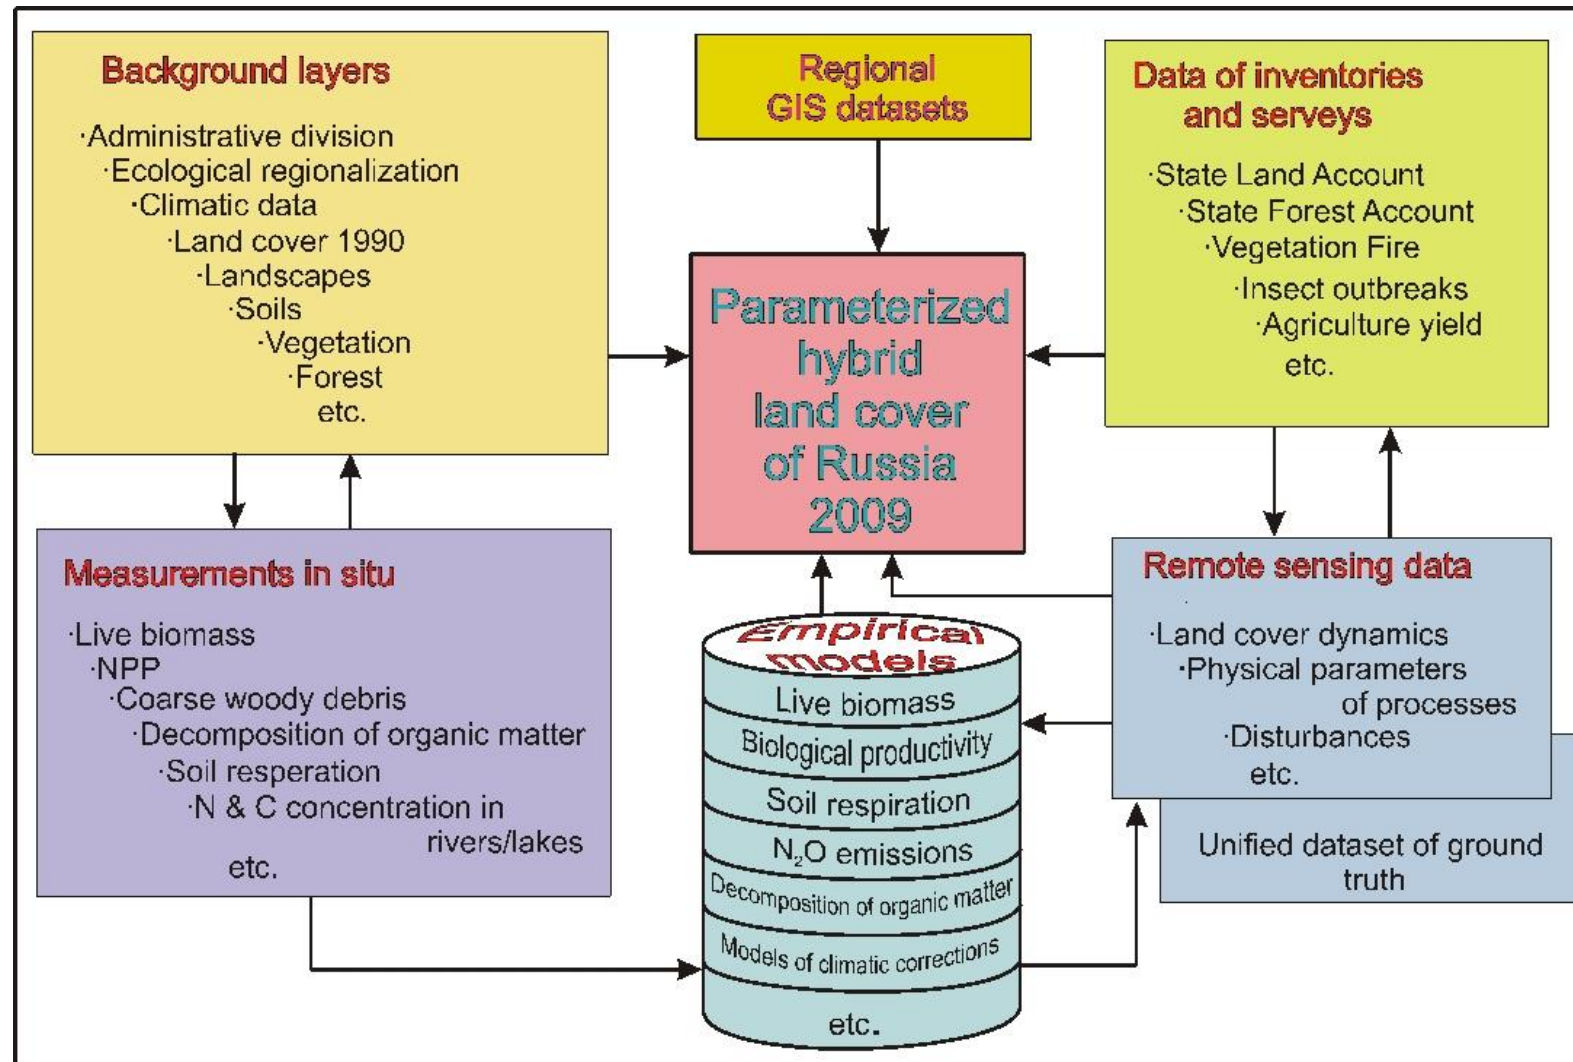 Background layers
·Administrative division
·Ecological regionalization
·Climatic data
·Land cover 1990
·Landscapes
·Soils
·Vegetation
·Forest
etc.
Regional
GIS datasets
Data of inventories
and serveys
·State Land Account
·State Forest Account
·Vegetation Fire
·Insect outbreaks
·Agriculture yield
etc.
Parameterized
hybrid
land cover
of Russia
2009
Measurements in situ
·Live biomass
·NPP
·Coarse woody debris
·Decomposition of organic matter
·Soil resperation
·N & C concentration in
rivers/lakes
etc.
Empirical
models
Live biomass
Biological productivity
Soil respiration
N₂O emissions
Decomposition of organic matter
Models of climatic corrections
etc.
Remote sensing data
·Land cover dynamics
·Physical parameters
of processes
·Disturbances
etc.
Unified dataset of ground
truth